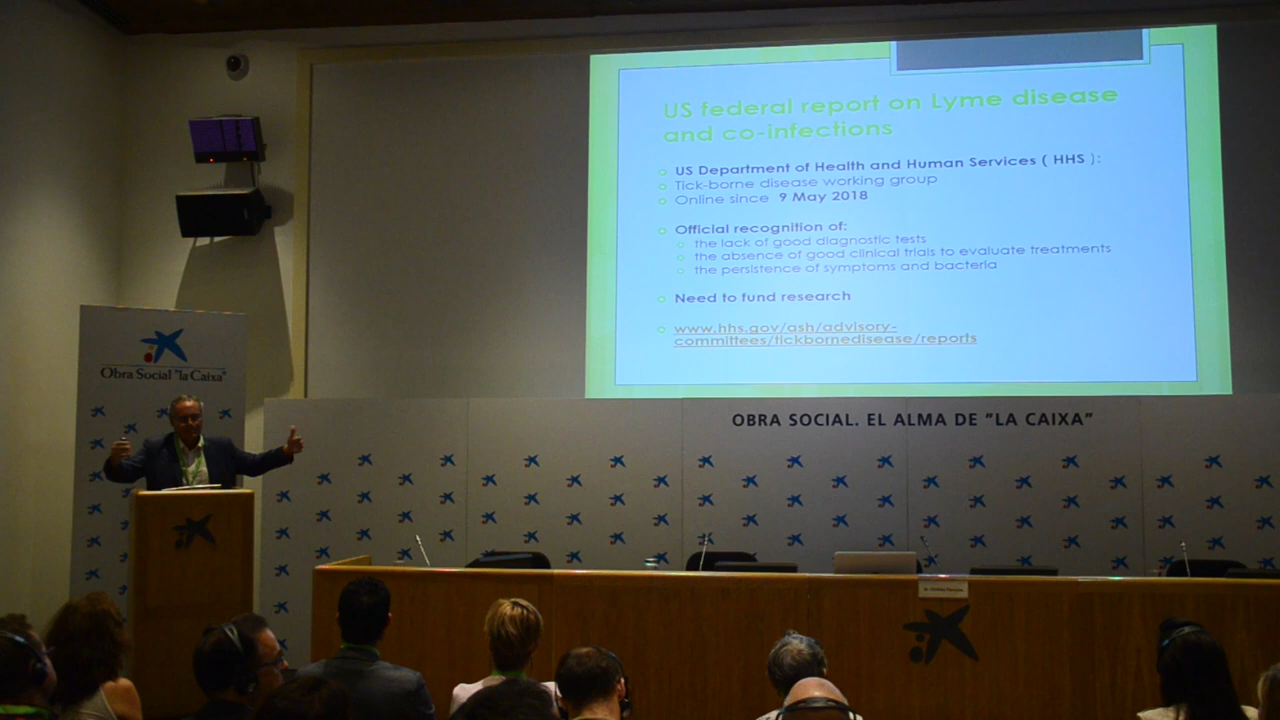 US federal report on Lyme disease
and co-infections
US Department of Health and Human Services ( HHS ):
Tick-borne disease working group
Online since 9 May 2018
Official recognition of:
the lack of good diagnostic tests
the absence of good clinical trials to evaluate treatments
the persistence of symptoms and bacteria
Need to fund research
www.hhs.gov/ash/advisory-
committees/tickbornedisease/reports
Obra Social "la Caixa"
OBRA SOCIAL. EL ALMA DE "LA CAIXA"